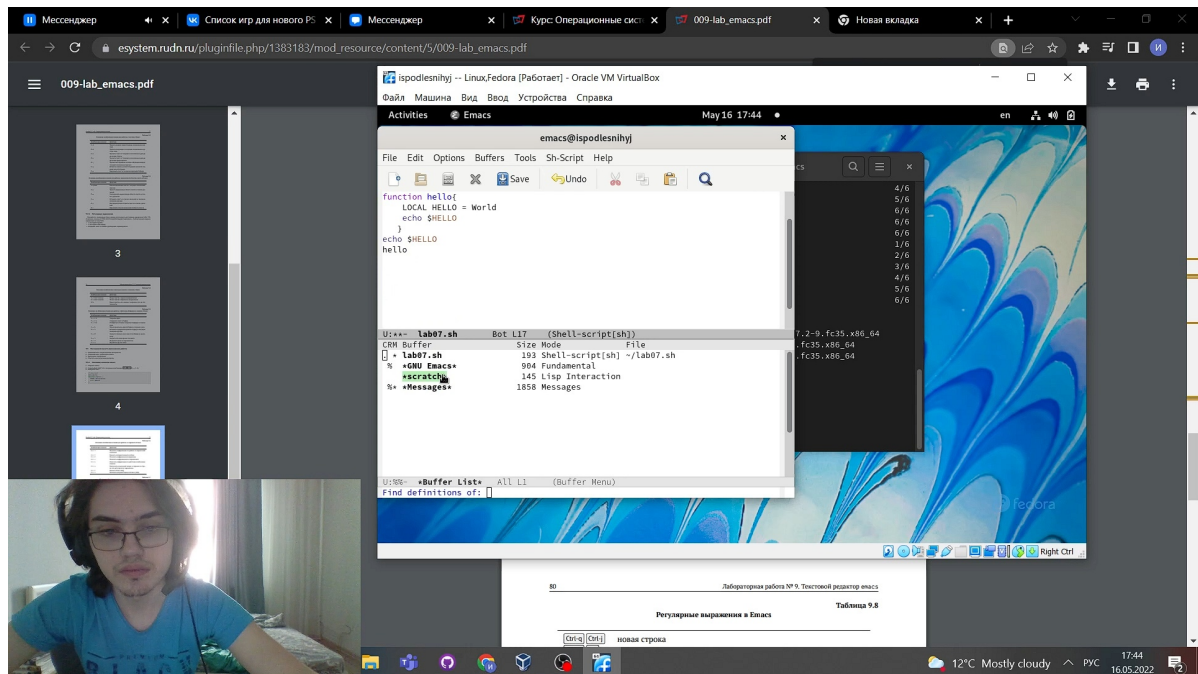 Мессенджер
Список игр для нового PS
Мессенджер
Курс: Операционные сист
009-lab_emacs.pdf
Новая вкладка
esystem.rudn.ru/pluginfile.php/1383183/mod_resource/content/5/009-lab_emacs.pdf
009-lab_emacs.pdf
3
4
ispodlesnihyj -- Linux,Fedora [Работает] - Oracle VM VirtualBox
Файл Машина Вид Ввод Устройства Справка
Activities Emacs May 16 17:44 en
emacs@ispodlesnihyj
File Edit Options Buffers Tools Sh-Script Help
Save Undo
function hello{
LOCAL HELLO = World
echo $HELLO
}
echo $HELLO
hello
U:**- lab07.sh Bot L17 (Shell-script[sh])
CRM Buffer Size Mode File
* lab07.sh 193 Shell-script[sh] ~/lab07.sh
% *GNU Emacs* 904 Fundamental
*scratch* 145 Lisp Interaction
%* *Messages* 1858 Messages
U:%%- *Buffer List* All L1 (Buffer Menu)
Find definitions of:
cs
4/6
5/6
6/6
6/6
6/6
1/6
2/6
3/6
4/6
5/6
6/6
7.2-9.fc35.x86_64
.fc35.x86_64
.fc35.x86_64
fedora
Right Ctrl
80 Лабораторная работа № 9. Текстовой редактор emacs
Таблица 9.8
Регулярные выражения в Emacs
Ctrl-q Ctrl-j новая строка
12°C Mostly cloudy РУС 17:44
16.05.2022
2